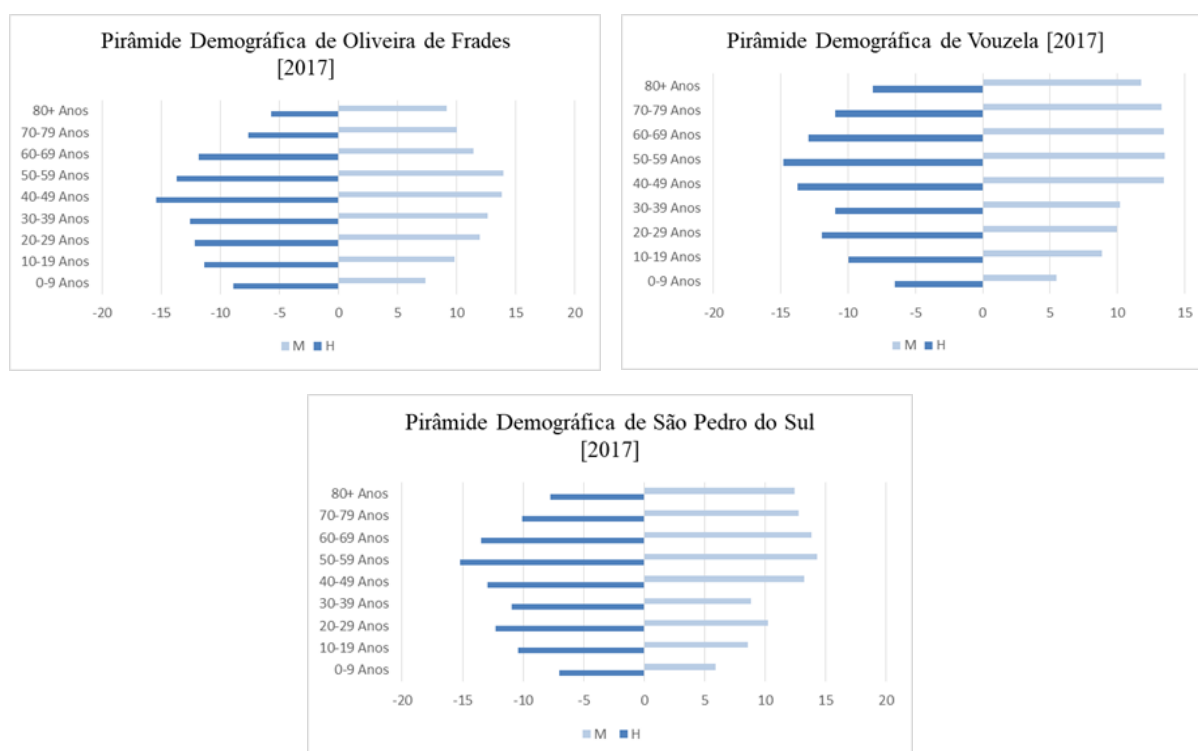 Pirâmide Demográfica de Oliveira de Frades
[2017]
80+ Anos
70-79 Anos
60-69 Anos
50-59 Anos
40-49 Anos
30-39 Anos
20-29 Anos
10-19 Anos
0-9 Anos
-20 -15 -10 -5 0 5 10 15 20
M H
Pirâmide Demográfica de Vouzela [2017]
80+ Anos
70-79 Anos
60-69 Anos
50-59 Anos
40-49 Anos
30-39 Anos
20-29 Anos
10-19 Anos
0-9 Anos
-20 -15 -10 -5 0 5 10 15
M H
Pirâmide Demográfica de São Pedro do Sul
[2017]
80+ Anos
70-79 Anos
60-69 Anos
50-59 Anos
40-49 Anos
30-39 Anos
20-29 Anos
10-19 Anos
0-9 Anos
-20 -15 -10 -5 0 5 10 15 20
M H